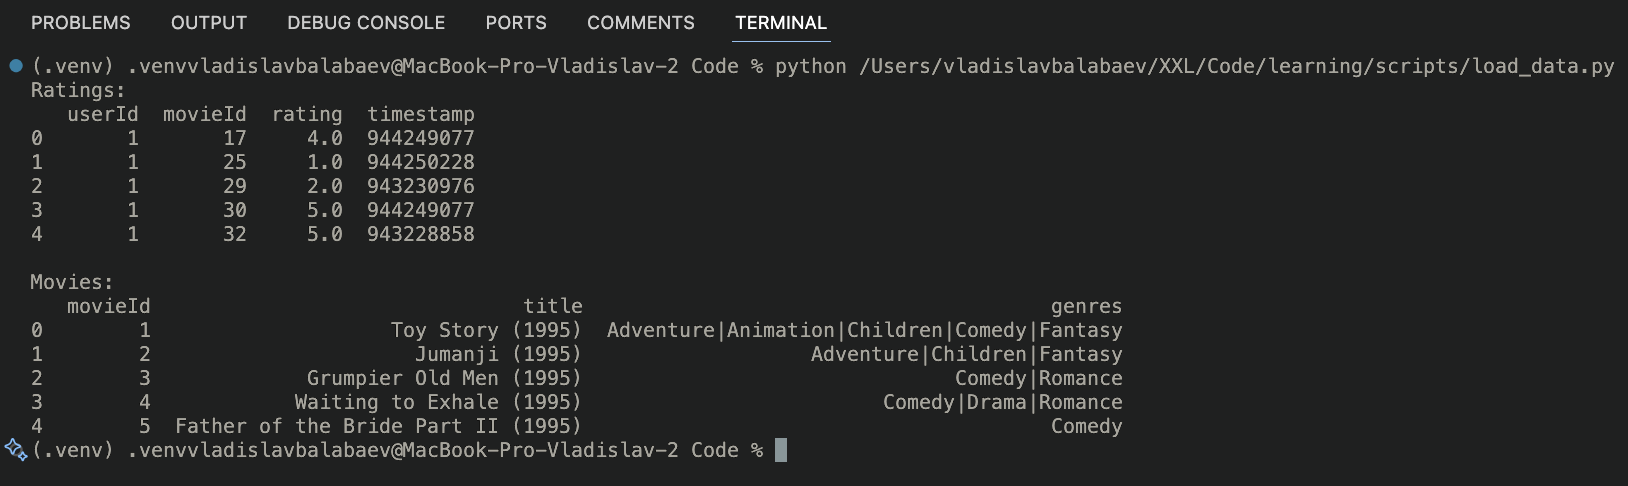 PROBLEMS OUTPUT DEBUG CONSOLE PORTS COMMENTS TERMINAL
(.venv) .venvvladislavbalabaev@MacBook-Pro-Vladislav-2 Code % python /Users/vladislavbalabaev/XXL/Code/learning/scripts/load_data.py
Ratings:
userId movieId rating timestamp
0 1 17 4.0 944249077
1 1 25 1.0 944250228
2 1 29 2.0 943230976
3 1 30 5.0 944249077
4 1 32 5.0 943228858
Movies:
movieId title genres
0 1 Toy Story (1995) Adventure|Animation|Children|Comedy|Fantasy
1 2 Jumanji (1995) Adventure|Children|Fantasy
2 3 Grumpier Old Men (1995) Comedy|Romance
3 4 Waiting to Exhale (1995) Comedy|Drama|Romance
4 5 Father of the Bride Part II (1995) Comedy
(.venv) .venvvladislavbalabaev@MacBook-Pro-Vladislav-2 Code %